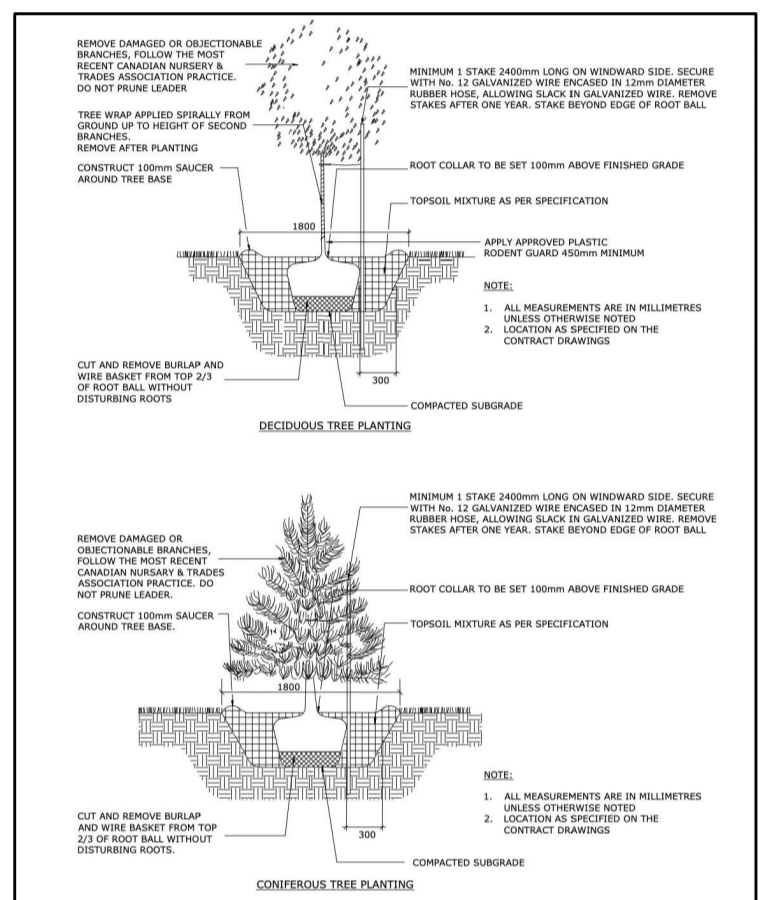 REMOVE DAMAGED OR OBJECTIONABLE
BRANCHES, FOLLOW THE MOST
RECENT CANADIAN NURSERY &
TRADES ASSOCIATION PRACTICE.
DO NOT PRUNE LEADER
TREE WRAP APPLIED SPIRALLY FROM
GROUND UP TO HEIGHT OF SECOND
BRANCHES.
REMOVE AFTER PLANTING
CONSTRUCT 100mm SAUCER
AROUND TREE BASE
MINIMUM 1 STAKE 2400mm LONG ON WINDWARD SIDE. SECURE
WITH No. 12 GALVANIZED WIRE ENCASED IN 12mm DIAMETER
RUBBER HOSE, ALLOWING SLACK IN GALVANIZED WIRE. REMOVE
STAKES AFTER ONE YEAR. STAKE BEYOND EDGE OF ROOT BALL
ROOT COLLAR TO BE SET 100mm ABOVE FINISHED GRADE
TOPSOIL MIXTURE AS PER SPECIFICATION
1800
APPLY APPROVED PLASTIC
RODENT GUARD 450mm MINIMUM
NOTE:
1. ALL MEASUREMENTS ARE IN MILLIMETRES
UNLESS OTHERWISE NOTED
2. LOCATION AS SPECIFIED ON THE
CONTRACT DRAWINGS
CUT AND REMOVE BURLAP AND
WIRE BASKET FROM TOP 2/3
OF ROOT BALL WITHOUT
DISTURBING ROOTS
300
COMPACTED SUBGRADE
DECIDUOUS TREE PLANTING
MINIMUM 1 STAKE 2400mm LONG ON WINDWARD SIDE. SECURE
WITH No. 12 GALVANIZED WIRE ENCASED IN 12mm DIAMETER
RUBBER HOSE, ALLOWING SLACK IN GALVANIZED WIRE. REMOVE
STAKES AFTER ONE YEAR. STAKE BEYOND EDGE OF ROOT BALL
REMOVE DAMAGED OR
OBJECTIONABLE BRANCHES,
FOLLOW THE MOST RECENT
CANADIAN NURSARY & TRADES
ASSOCIATION PRACTICE. DO
NOT PRUNE LEADER.
CONSTRUCT 100mm SAUCER
AROUND TREE BASE.
ROOT COLLAR TO BE SET 100mm ABOVE FINISHED GRADE
TOPSOIL MIXTURE AS PER SPECIFICATION
1800
NOTE:
1. ALL MEASUREMENTS ARE IN MILLIMETRES
UNLESS OTHERWISE NOTED
2. LOCATION AS SPECIFIED ON THE
CONTRACT DRAWINGS
CUT AND REMOVE BURLAP
AND WIRE BASKET FROM TOP
2/3 OF ROOT BALL WITHOUT
DISTURBING ROOTS.
300
COMPACTED SUBGRADE
CONIFEROUS TREE PLANTING